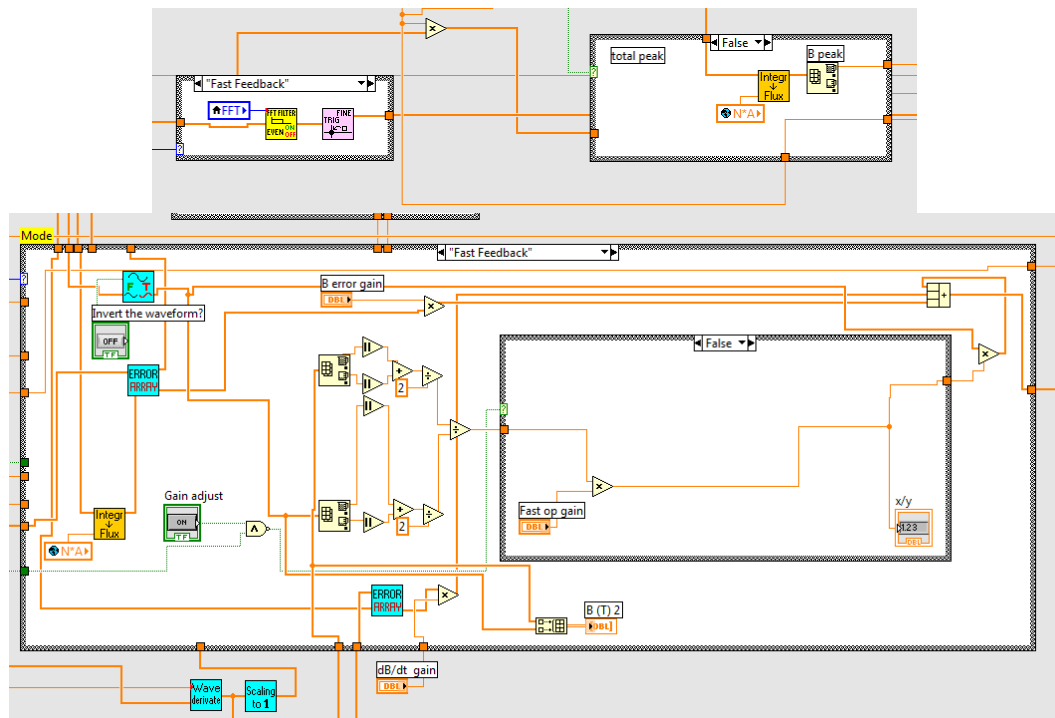 "Fast Feedback"
FFT
FFT FILTER
EVEN ON
OFF
FINE
TRIG
total peak
False
B peak
Integr
Flux
N*A
Mode
"Fast Feedback"
F T
Invert the waveform?
OFF
TF
B error gain
DBL
ERROR
ARRAY
2
False
Gain adjust
ON
TF
Integr
Flux
N*A
2
Fast op gain
DBL
x/y
1.23
DBL
ERROR
ARRAY
B (T) 2
DBL]
dB/dt gain
DBL
Wave
derivate
Scaling
to 1